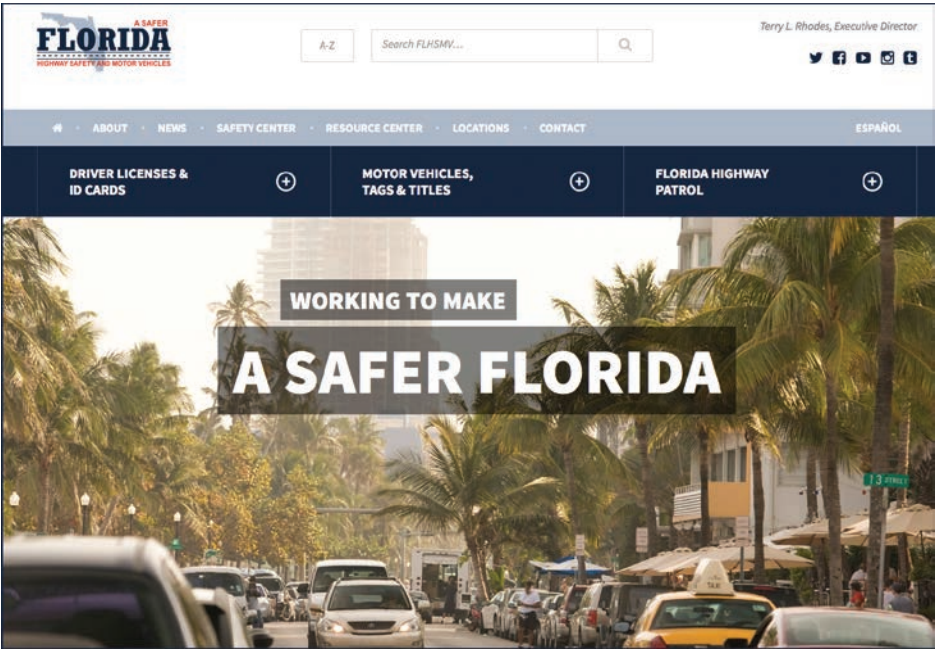 A SAFER
FLORIDA
HIGHWAY SAFETY AND MOTOR VEHICLES
A-Z
Search FLHSMV...
Terry L. Rhodes, Executive Director
ABOUT · NEWS · SAFETY CENTER · RESOURCE CENTER · LOCATIONS · CONTACT
ESPAÑOL
DRIVER LICENSES &
ID CARDS
MOTOR VEHICLES,
TAGS & TITLES
FLORIDA HIGHWAY
PATROL
WORKING TO MAKE
A SAFER FLORIDA
13 STREET
TAXI